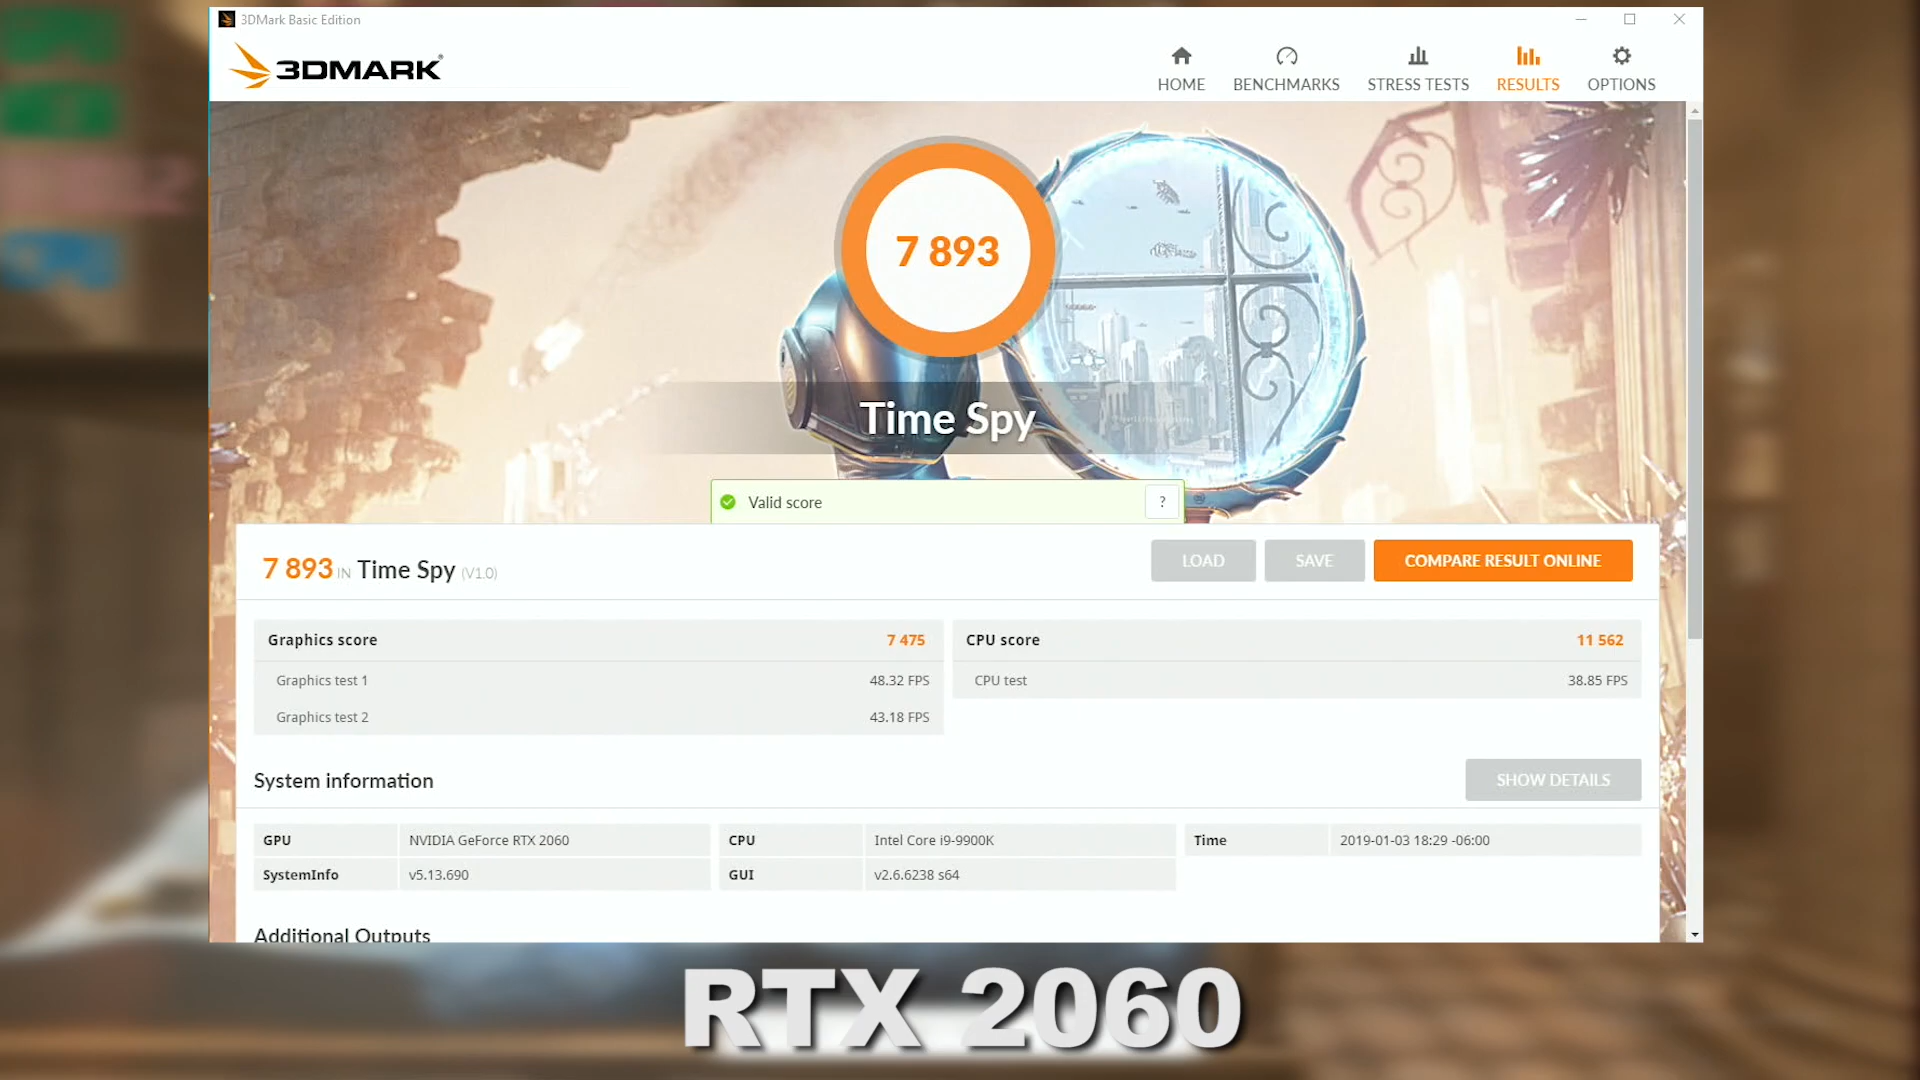 3DMark Basic Edition
3DMARK®
HOME
BENCHMARKS
STRESS TESTS
RESULTS
OPTIONS
7 893
Time Spy
Valid score
?
7 893 IN Time Spy (V1.0)
LOAD
SAVE
COMPARE RESULT ONLINE
Graphics score
7 475
Graphics test 1
48.32 FPS
Graphics test 2
43.18 FPS
CPU score
11 562
CPU test
38.85 FPS
System information
SHOW DETAILS
GPU
NVIDIA GeForce RTX 2060
CPU
Intel Core i9-9900K
Time
2019-01-03 18:29 -06:00
SystemInfo
v5.13.690
GUI
v2.6.6238 s64
Additional Outputs
RTX 2060